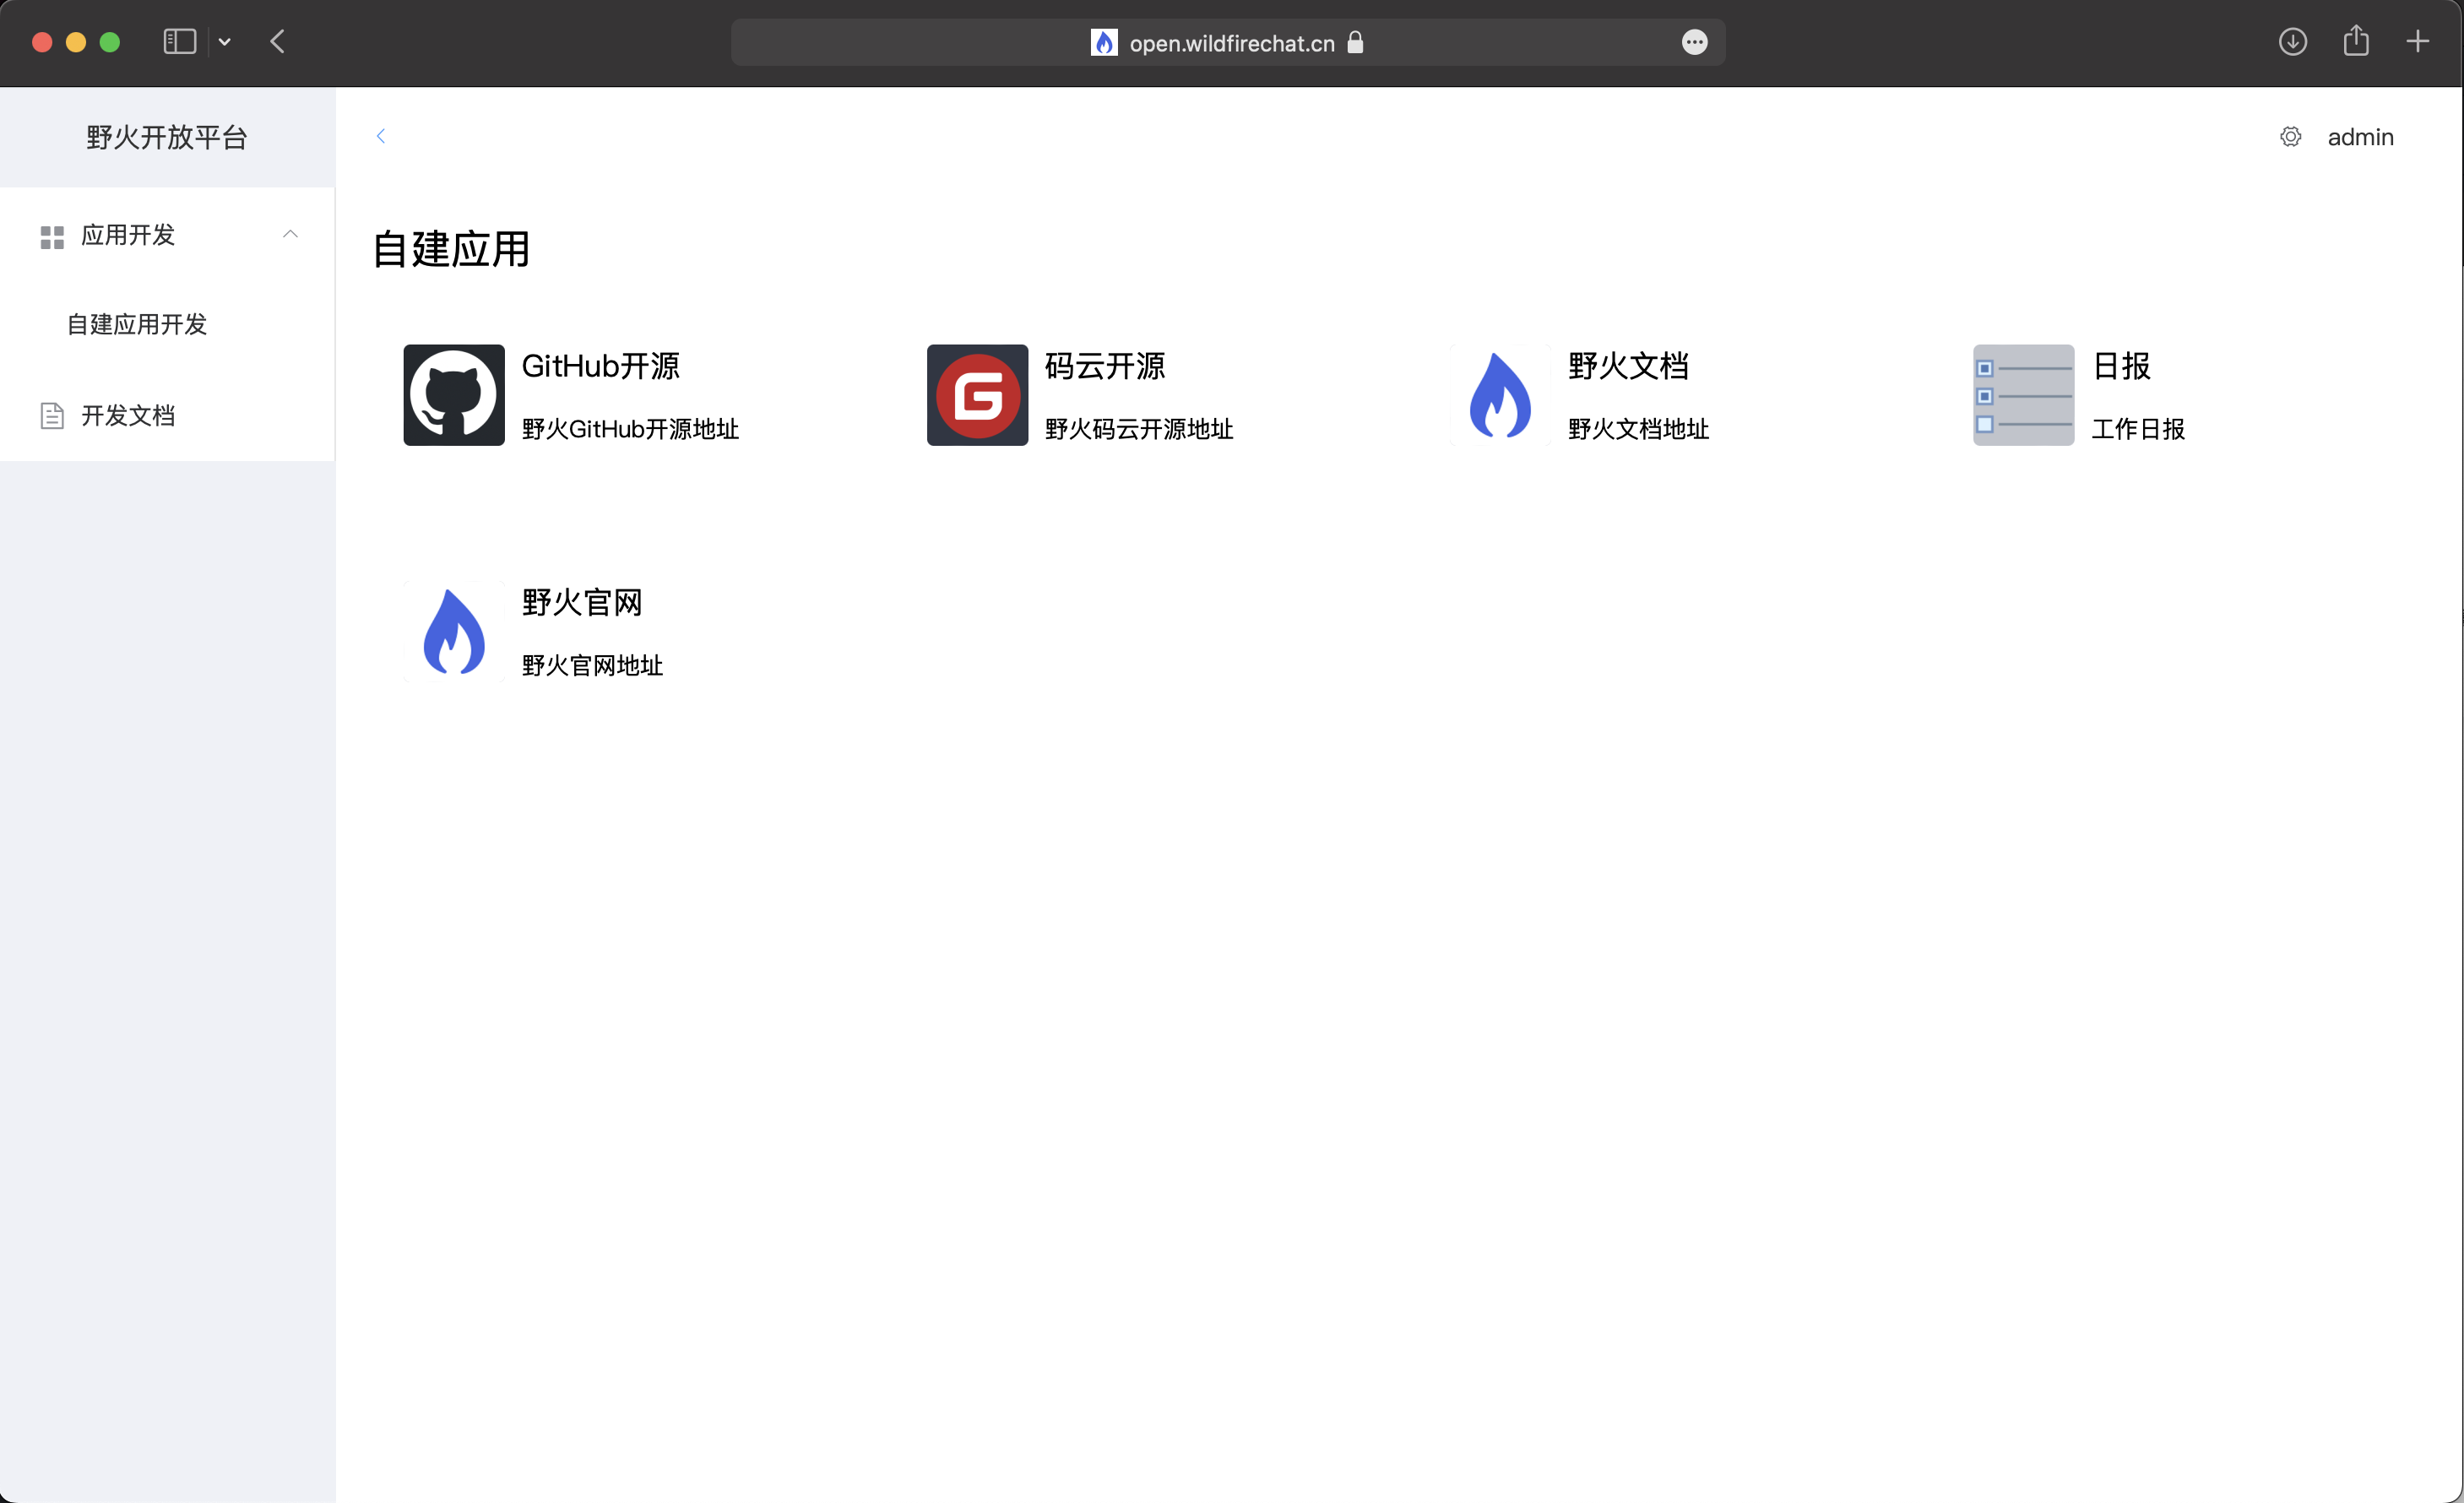 open.wildfirechat.cn
野火开放平台
admin
应用开发
自建应用开发
开发文档
自建应用
GitHub开源
野火GitHub开源地址
码云开源
野火码云开源地址
野火文档
野火文档地址
日报
工作日报
野火官网
野火官网地址